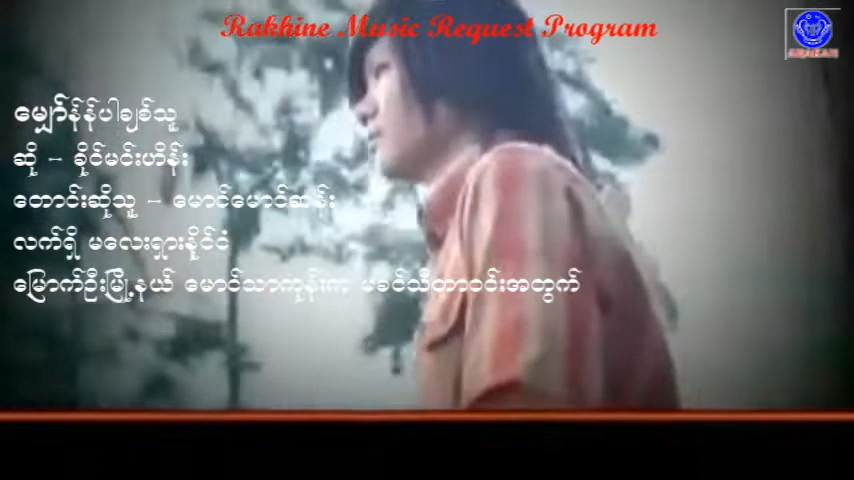 Rakhine Music Request Program
ARAKAN
မျှော်န်န်ပါချစ်သူ
ဆို - ခိုင်မင်းဟိန်း
တောင်းဆိုသူ - မောင်မောင်ဆန်း
လက်ရှိ မလေးရှားနိုင်ငံ
မြောက်ဦးမြို့နယ် မောင်သာကုန်းက မခင်သီတာဝင်းအတွက်